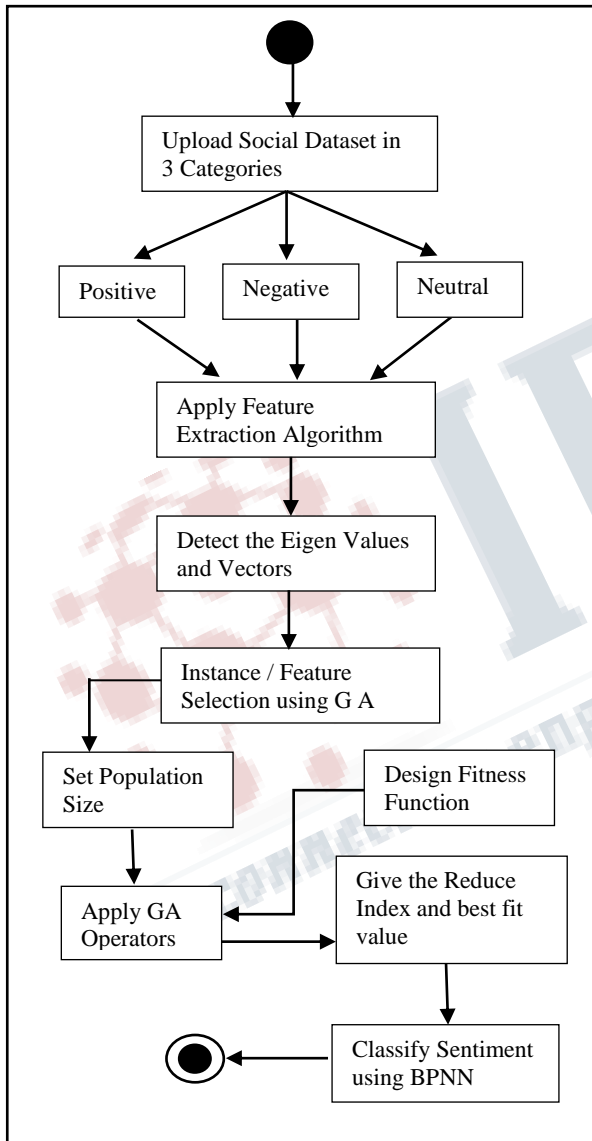 Upload Social Dataset in
3 Categories
Positive
Negative
Neutral
Apply Feature
Extraction Algorithm
Detect the Eigen Values
and Vectors
Instance / Feature
Selection using G A
Set Population
Size
Design Fitness
Function
Apply GA
Operators
Give the Reduce
Index and best fit
value
Classify Sentiment
using BPNN